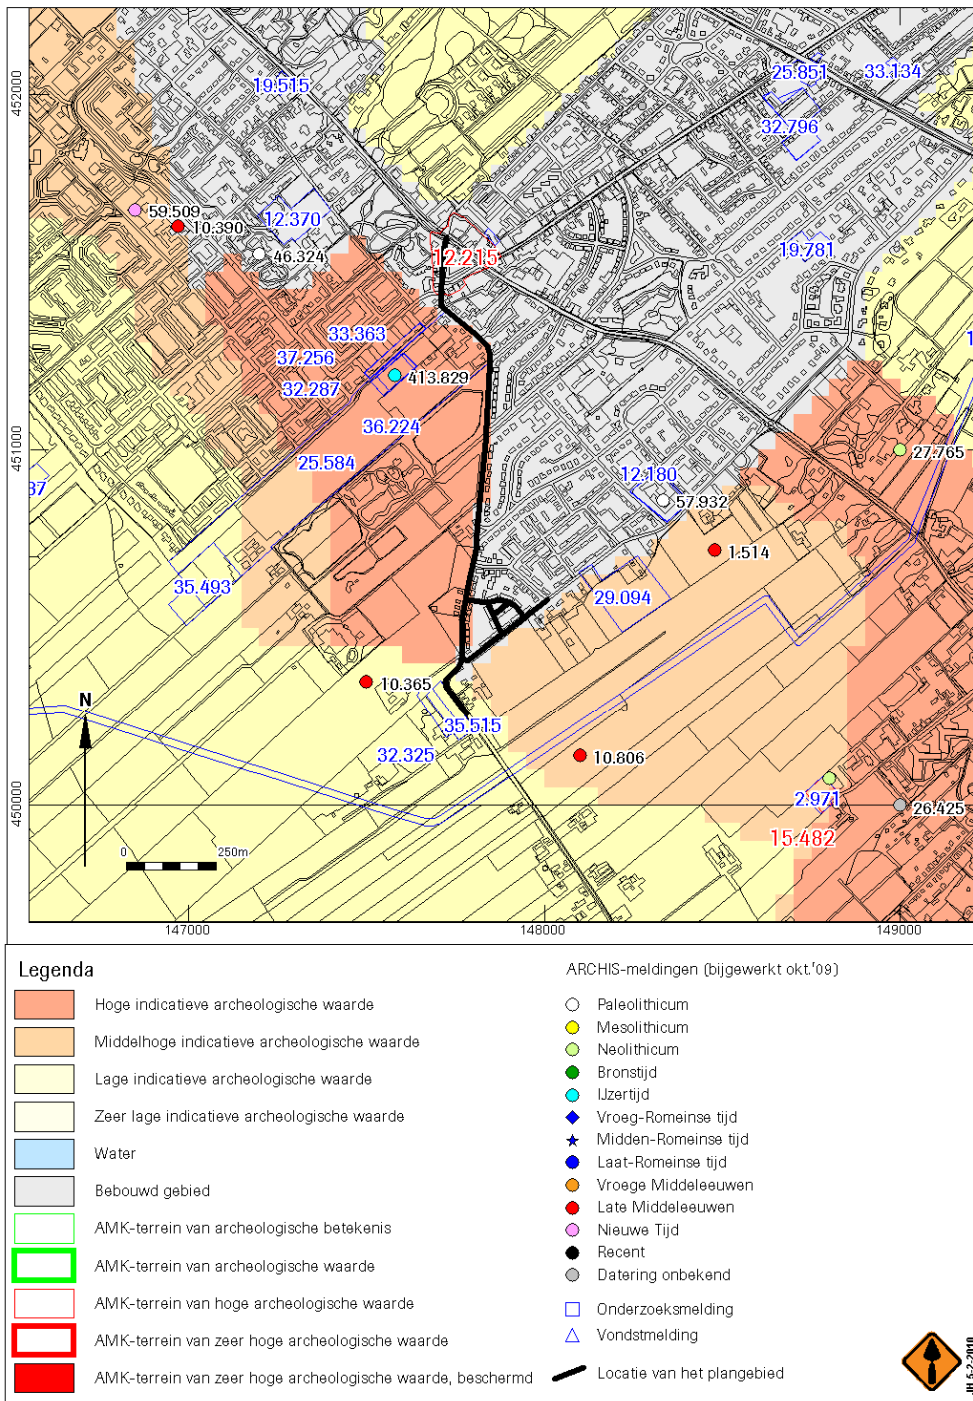 452000
19.515
25.851
33.134
32.796
59.509
10.390
12.370
46.324
12.215
19.781
33.363
37.256
32.287
413.829
36.224
451000
25.584
37
12.180
57.932
27.765
1
1.514
35.493
29.094
10.365
N
35.515
32.325
10.806
450000
2.971
26.425
15.482
0 250m
147000 148000 149000
Legenda
Hoge indicatieve archeologische waarde
Middelhoge indicatieve archeologische waarde
Lage indicatieve archeologische waarde
Zeer lage indicatieve archeologische waarde
Water
Bebouwd gebied
AMK-terrein van archeologische betekenis
AMK-terrein van archeologische waarde
AMK-terrein van hoge archeologische waarde
AMK-terrein van zeer hoge archeologische waarde
AMK-terrein van zeer hoge archeologische waarde, beschermd
ARCHIS-meldingen (bijgewerkt okt.'09)
Paleolithicum
Mesolithicum
Neolithicum
Bronstijd
IJzertijd
Vroeg-Romeinse tijd
Midden-Romeinse tijd
Laat-Romeinse tijd
Vroege Middeleeuwen
Late Middeleeuwen
Nieuwe Tijd
Recent
Datering onbekend
Onderzoeksmelding
Vondstmelding
Locatie van het plangebied
JH 5-2-2010